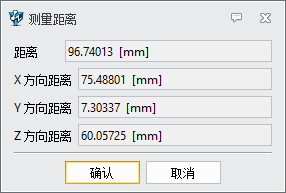 测量距离
距离 96.74013 [mm]
X 方向距离 75.48801 [mm]
Y 方向距离 7.30337 [mm]
Z 方向距离 60.05725 [mm]
确认 取消